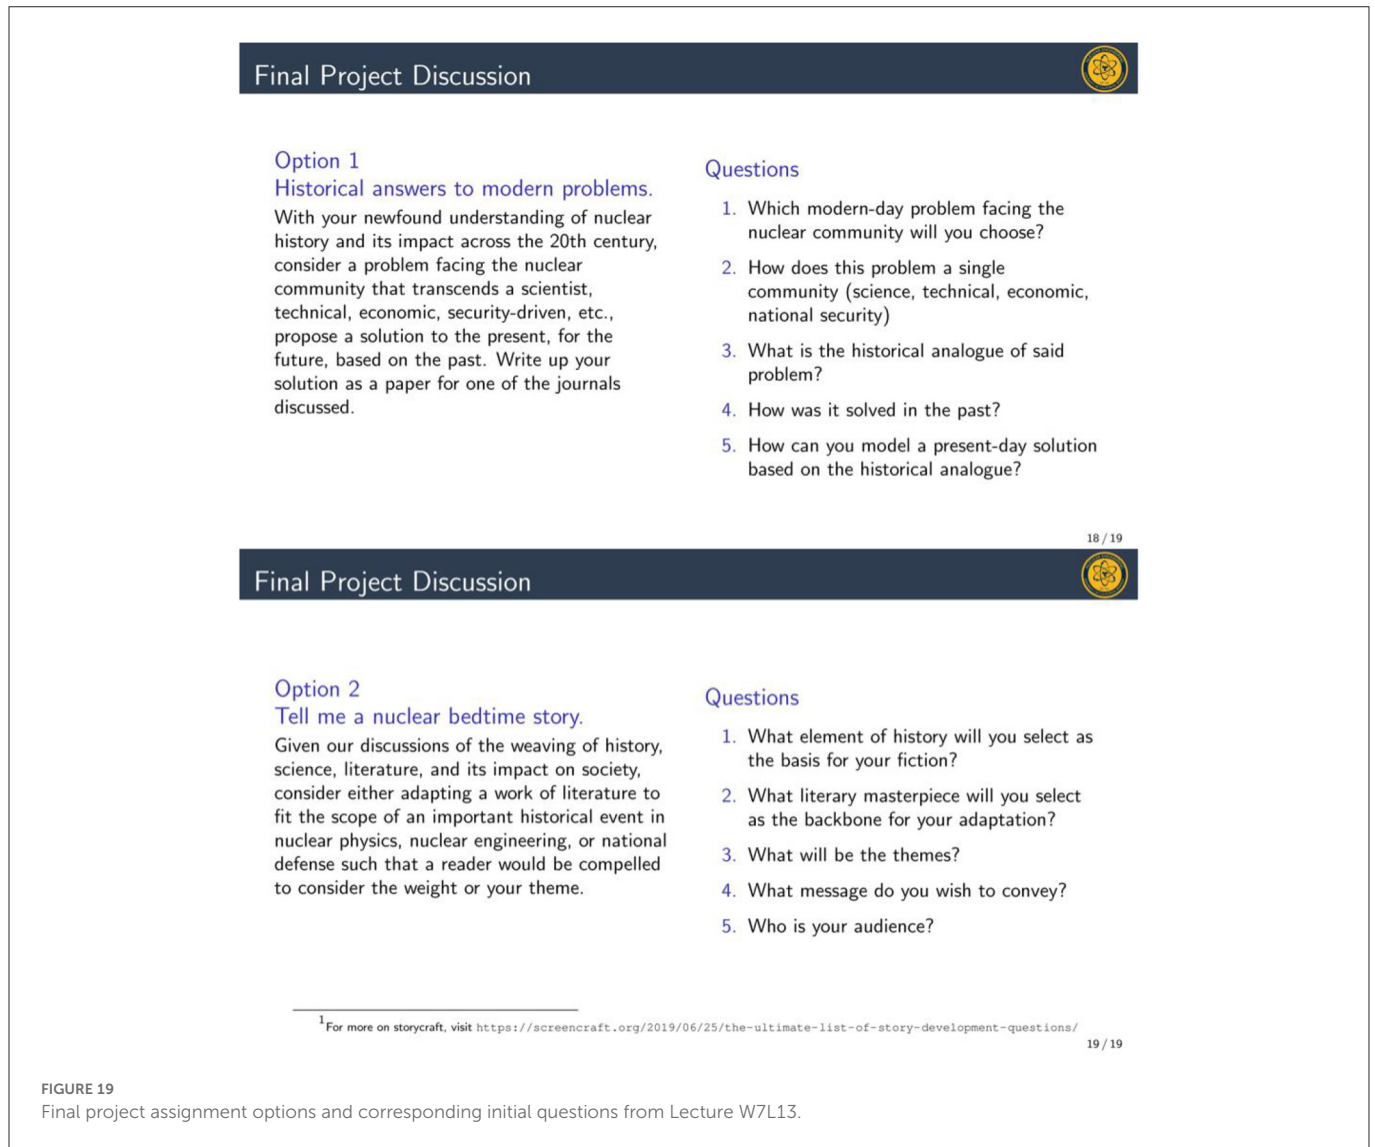 Final Project Discussion
Option 1
Historical answers to modern problems.
With your newfound understanding of nuclear
history and its impact across the 20th century,
consider a problem facing the nuclear
community that transcends a scientist,
technical, economic, security-driven, etc.,
propose a solution to the present, for the
future, based on the past. Write up your
solution as a paper for one of the journals
discussed.
Questions
1. Which modern-day problem facing the
nuclear community will you choose?
2. How does this problem a single
community (science, technical, economic,
national security)
3. What is the historical analogue of said
problem?
4. How was it solved in the past?
5. How can you model a present-day solution
based on the historical analogue?
18 / 19
Final Project Discussion
Option 2
Tell me a nuclear bedtime story.
Given our discussions of the weaving of history,
science, literature, and its impact on society,
consider either adapting a work of literature to
fit the scope of an important historical event in
nuclear physics, nuclear engineering, or national
defense such that a reader would be compelled
to consider the weight or your theme.
Questions
1. What element of history will you select as
the basis for your fiction?
2. What literary masterpiece will you select
as the backbone for your adaptation?
3. What will be the themes?
4. What message do you wish to convey?
5. Who is your audience?
1 For more on storycraft, visit https://screencraft.org/2019/06/25/the-ultimate-list-of-story-development-questions/
19 / 19
FIGURE 19
Final project assignment options and corresponding initial questions from Lecture W7L13.